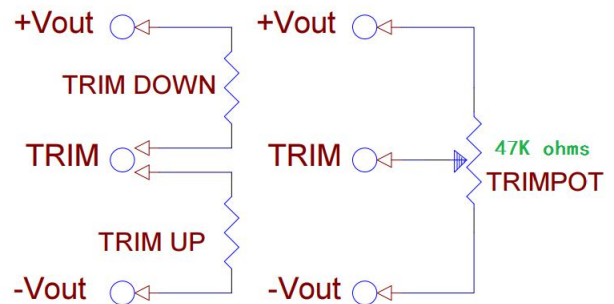 +Vout
TRIM DOWN
TRIM
TRIM UP
-Vout
+Vout
TRIM
47K ohms
TRIMPOT
-Vout